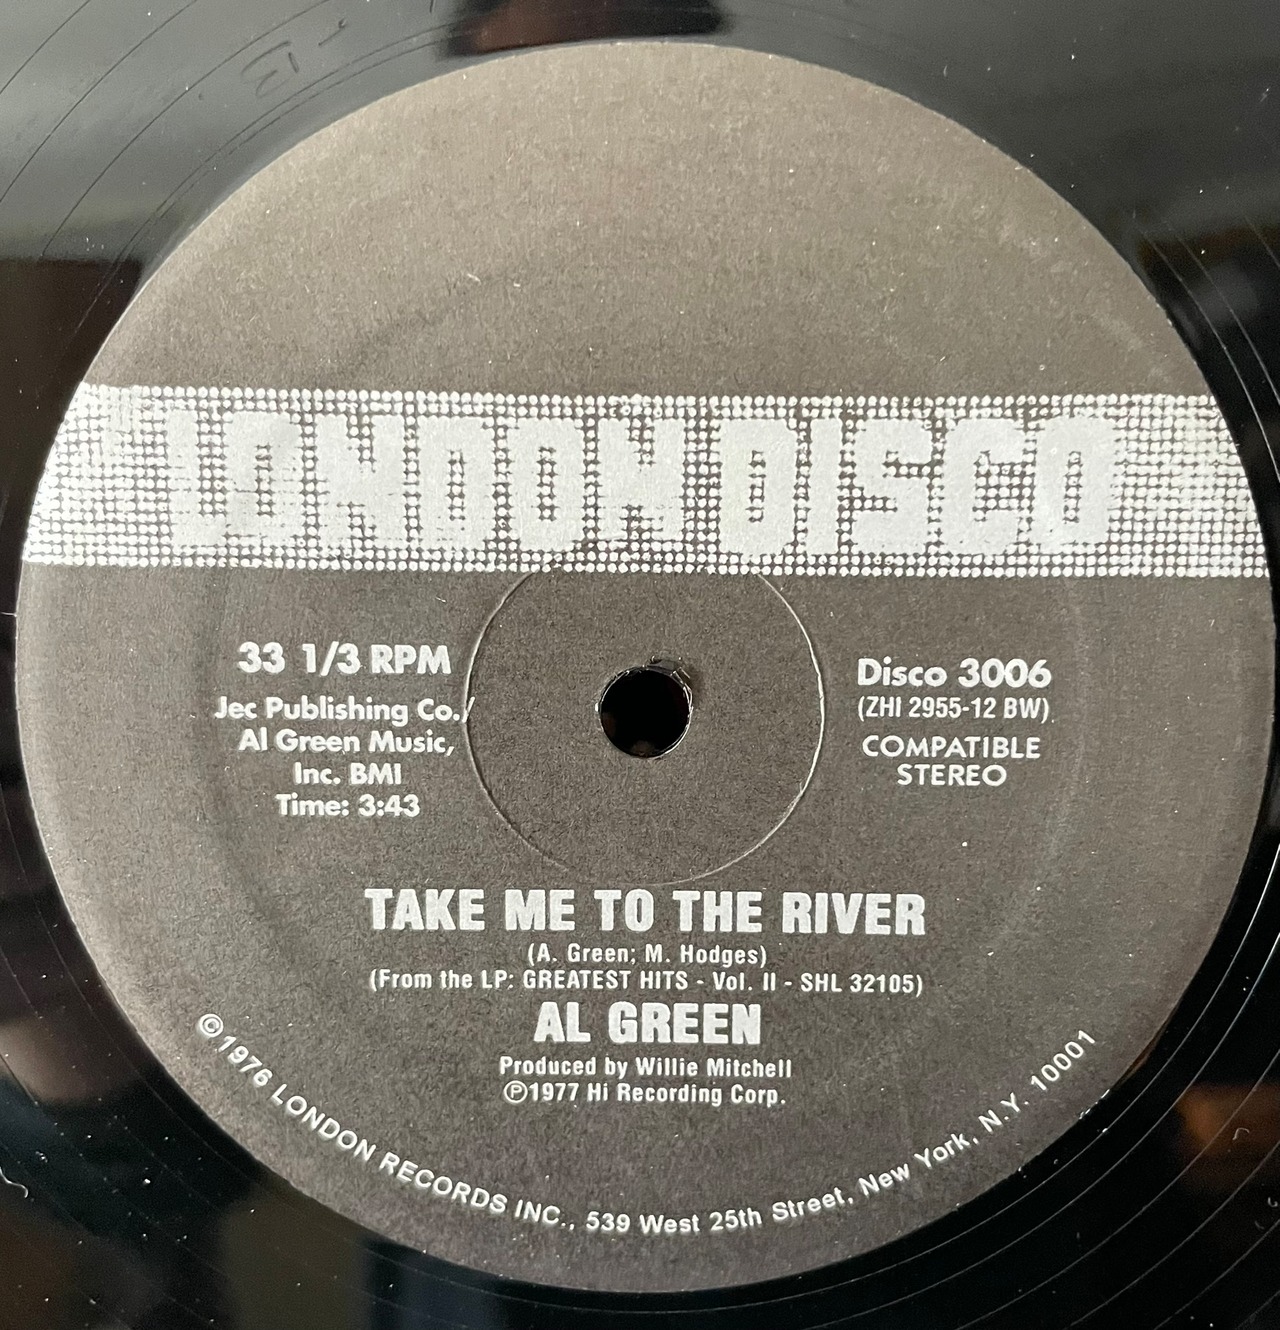 LONDON DISCO
33 1/3 RPM
Jec Publishing Co./
Al Green Music,
Inc. BMI
Time: 3:43
Disco 3006
(ZHI 2955-12 BW)
COMPATIBLE
STEREO
TAKE ME TO THE RIVER
(A. Green; M. Hodges)
(From the LP: GREATEST HITS - Vol. II - SHL 32105)
AL GREEN
Produced by Willie Mitchell
Ⓟ1977 Hi Recording Corp.
©1976 LONDON RECORDS INC., 539 West 25th Street, New York, N.Y. 10001